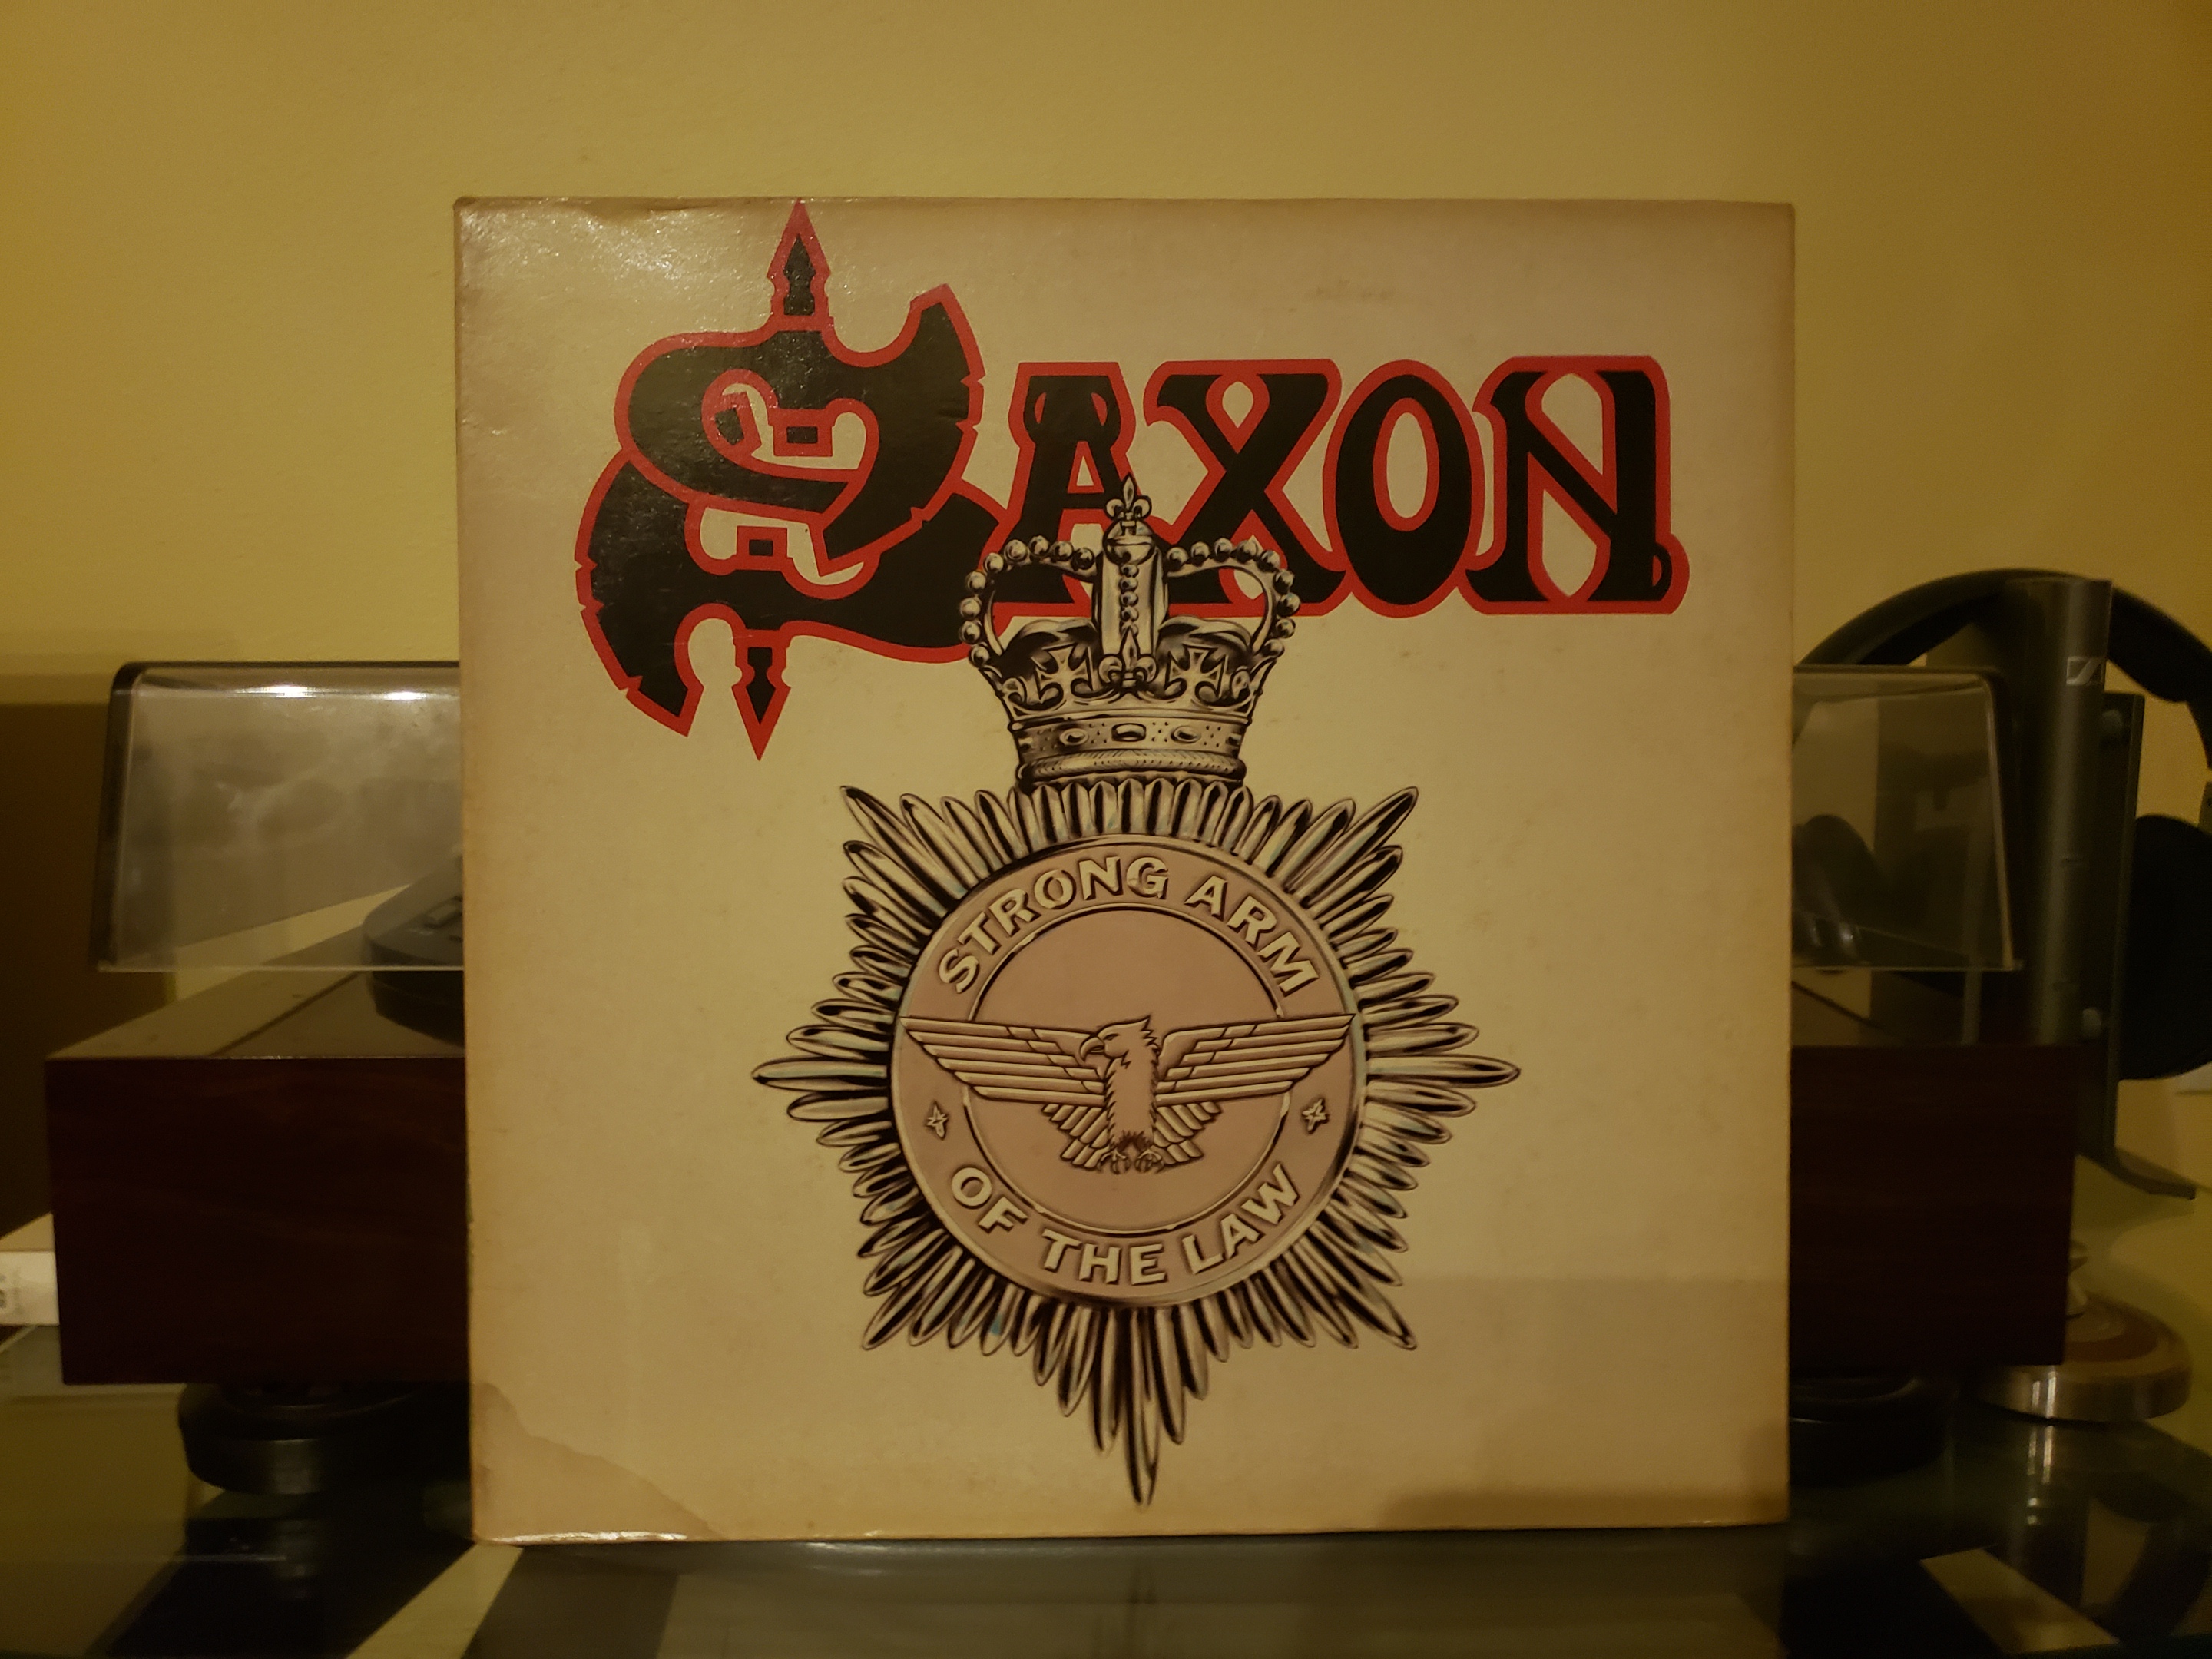 SAXON
STRONG ARM
OF THE LAW